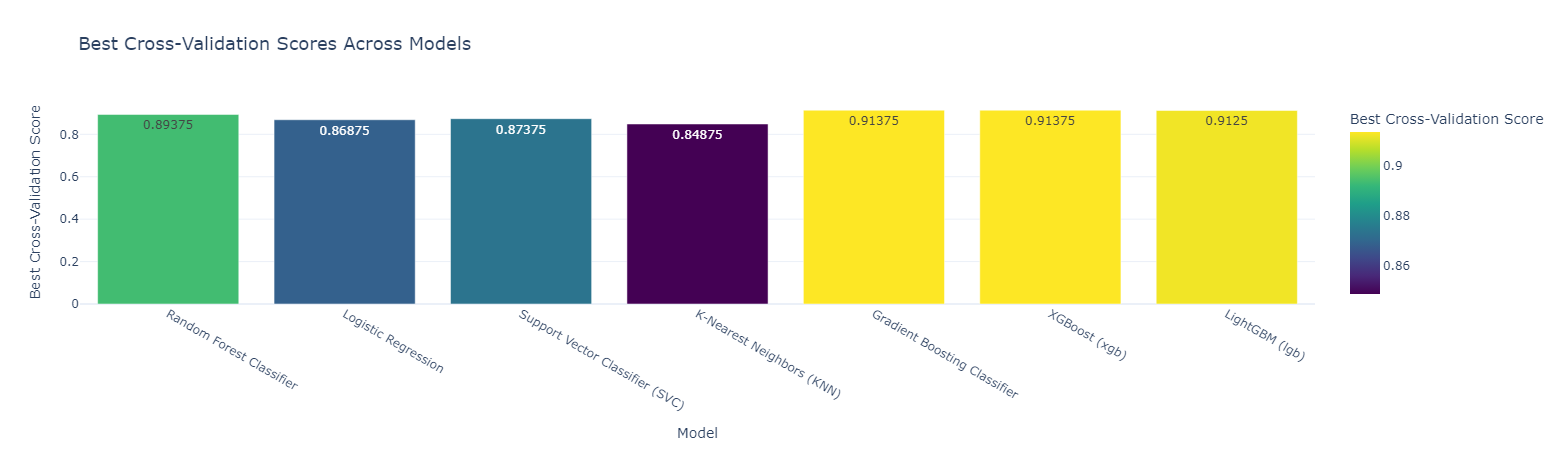 Best Cross-Validation Scores Across Models
Best Cross-Validation Score
0.8
0.6
0.4
0.2
0
0.89375
0.86875
0.87375
0.84875
0.91375
0.91375
0.9125
Random Forest Classifier
Logistic Regression
Support Vector Classifier (SVC)
K-Nearest Neighbors (KNN)
Gradient Boosting Classifier
XGBoost (xgb)
LightGBM (lgb)
Model
Best Cross-Validation Score
0.9
0.88
0.86